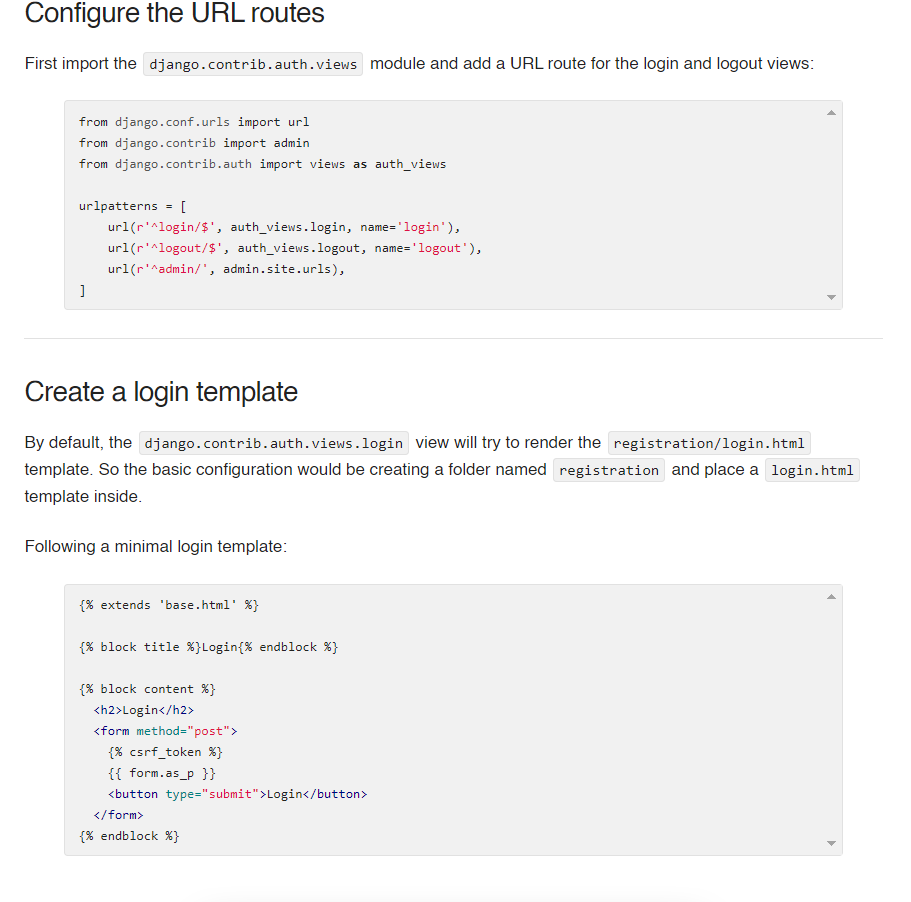 Configure the URL routes
First import the django.contrib.auth.views module and add a URL route for the login and logout views:
from django.conf.urls import url
from django.contrib import admin
from django.contrib.auth import views as auth_views
urlpatterns = [
    url(r'^login/$', auth_views.login, name='login'),
    url(r'^logout/$', auth_views.logout, name='logout'),
    url(r'^admin/', admin.site.urls),
]
Create a login template
By default, the django.contrib.auth.views.login view will try to render the registration/login.html
template. So the basic configuration would be creating a folder named registration and place a login.html
template inside.
Following a minimal login template:
{% extends 'base.html' %}
{% block title %}Login{% endblock %}
{% block content %}
  <h2>Login</h2>
  <form method="post">
    {% csrf_token %}
    {{ form.as_p }}
    <button type="submit">Login</button>
  </form>
{% endblock %}